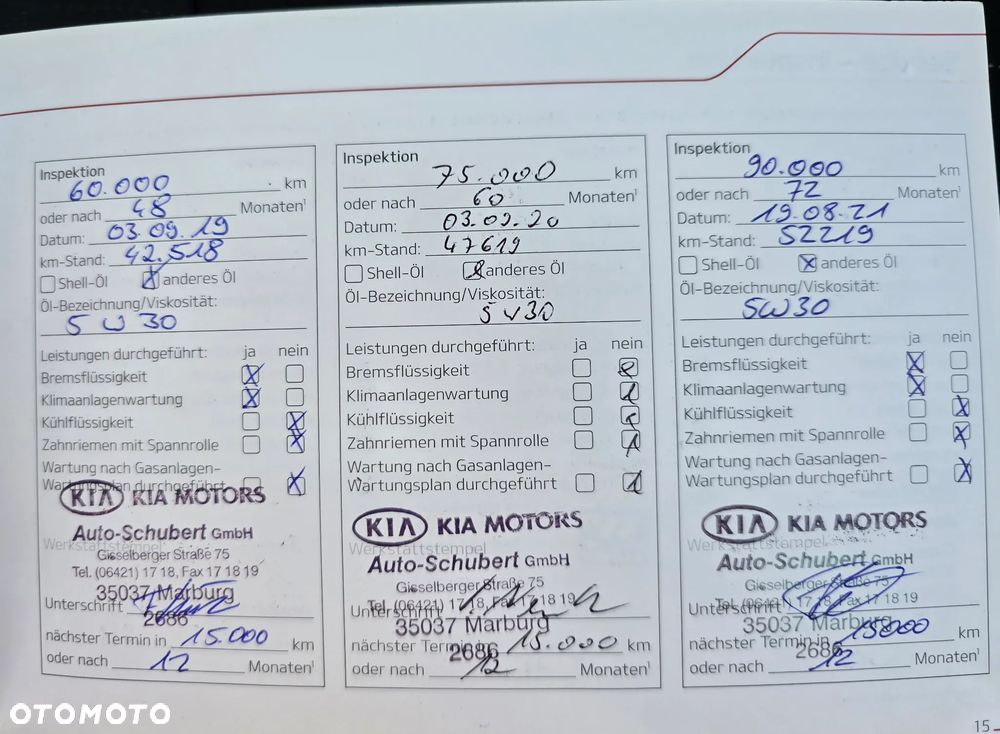 Inspektion
60.000 km
oder nach 48 Monaten¹
Datum: 03.09.19
km-Stand: 42.518
Shell-Öl X anderes Öl
Öl-Bezeichnung/Viskosität:
5 W 30
Leistungen durchgeführt: ja nein
Bremsflüssigkeit X
Klimaanlagenwartung X
Kühlflüssigkeit X
Zahnriemen mit Spannrolle X
Wartung nach Gasanlagen-
Wartungsplan durchgeführt X
KIA KIA MOTORS
Auto-Schubert GmbH
Werkstattstempel
Gisselberger Straße 75
Tel. (06421) 17 18, Fax 17 18 19
35037 Marburg
Unterschrift
2686
nächster Termin in 15.000 km
oder nach 12 Monaten¹
Inspektion
75.000 km
oder nach 60 Monaten¹
Datum: 03.09.20
km-Stand: 47619
Shell-Öl X anderes Öl
Öl-Bezeichnung/Viskosität:
5 W 30
Leistungen durchgeführt: ja nein
Bremsflüssigkeit X
Klimaanlagenwartung X
Kühlflüssigkeit X
Zahnriemen mit Spannrolle X
Wartung nach Gasanlagen-
Wartungsplan durchgeführt X
KIA KIA MOTORS
Werkstattstempel
Auto-Schubert GmbH
Gisselberger Straße 75
Tel. (06421) 17 18, Fax 17 18 19
Unterschrift
35037 Marburg
nächster Termin in 15.000 km
2686
oder nach 12 Monaten¹
Inspektion
90.000 km
oder nach 72 Monaten¹
Datum: 19.08.21
km-Stand: 52219
Shell-Öl X anderes Öl
Öl-Bezeichnung/Viskosität:
5W30
Leistungen durchgeführt: ja nein
Bremsflüssigkeit X
Klimaanlagenwartung X
Kühlflüssigkeit X
Zahnriemen mit Spannrolle X
Wartung nach Gasanlagen-
Wartungsplan durchgeführt X
KIA KIA MOTORS
Werkstattstempel
Auto-Schubert GmbH
Gisselberger Straße 75
Tel. (06421) 17 18, Fax 17 18 19
Unterschrift
35037 Marburg
nächster Termin in 15000 km
2686
oder nach 12 Monaten¹
15
OTOMOTO